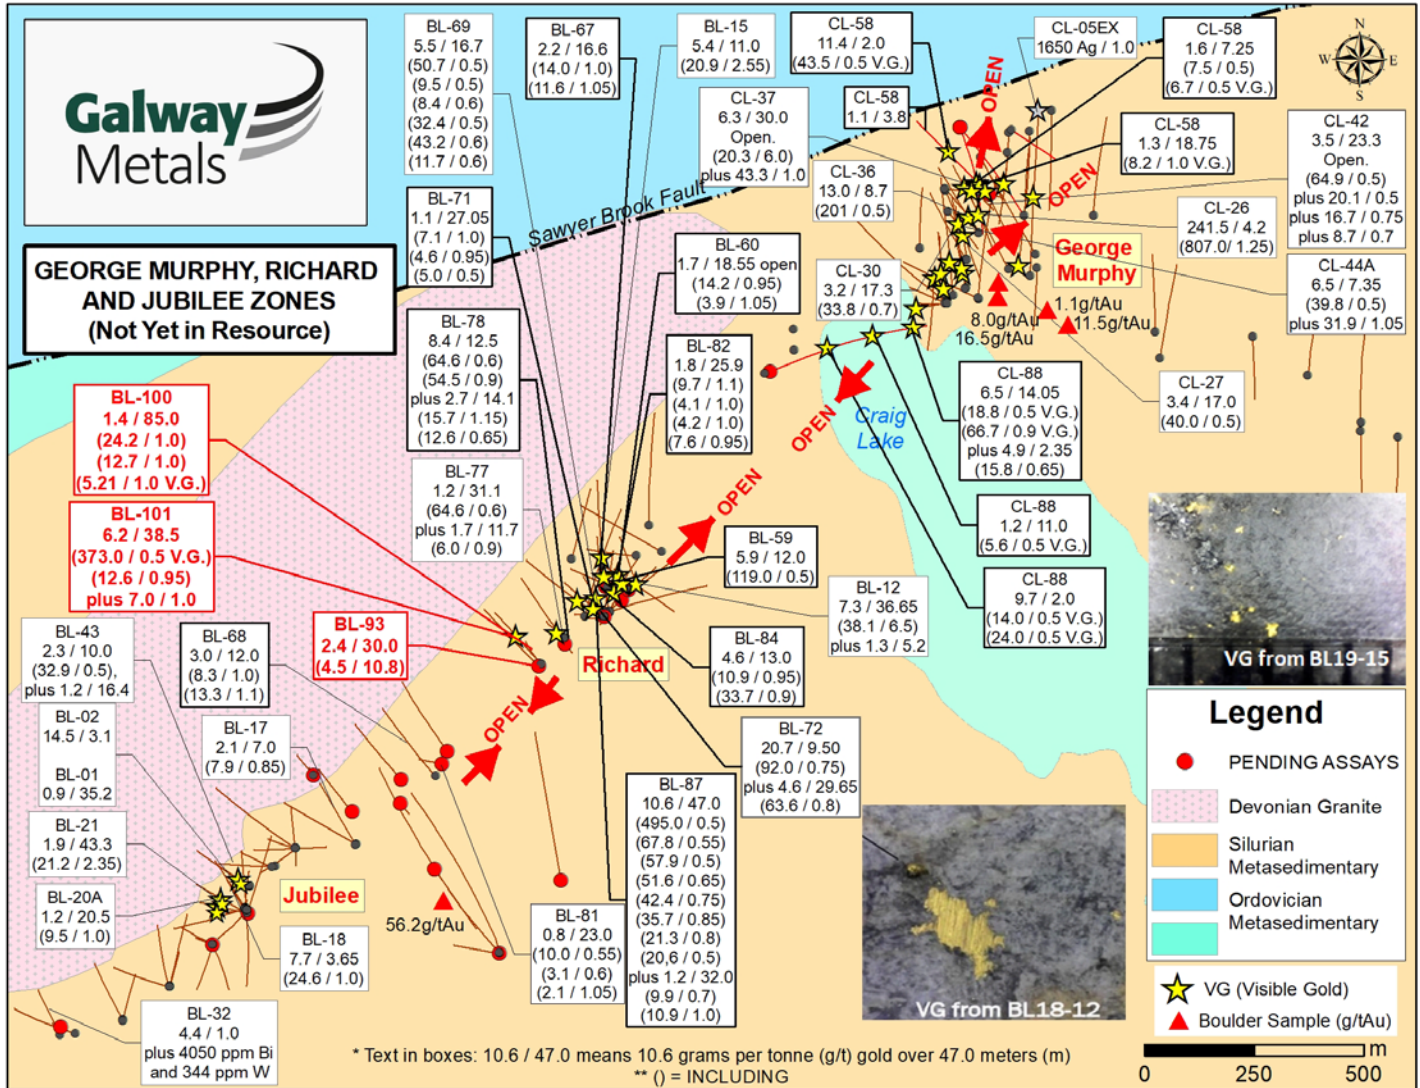 Galway
Metals
GEORGE MURPHY, RICHARD
AND JUBILEE ZONES
(Not Yet in Resource)
BL-69
5.5 / 16.7
(50.7 / 0.5)
(9.5 / 0.5)
(8.4 / 0.6)
(32.4 / 0.5)
(43.2 / 0.6)
(11.7 / 0.6)
BL-67
2.2 / 16.6
(14.0 / 1.0)
(11.6 / 1.05)
BL-15
5.4 / 11.0
(20.9 / 2.55)
CL-58
11.4 / 2.0
(43.5 / 0.5 V.G.)
CL-05EX
1650 Ag / 1.0
CL-58
1.6 / 7.25
(7.5 / 0.5)
(6.7 / 0.5 V.G.)
N
W
E
S
CL-37
6.3 / 30.0
Open.
(20.3 / 6.0)
plus 43.3 / 1.0
CL-58
1.1 / 3.8
OPEN
CL-58
1.3 / 18.75
(8.2 / 1.0 V.G.)
CL-42
3.5 / 23.3
Open.
(64.9 / 0.5)
plus 20.1 / 0.5
plus 16.7 / 0.75
plus 8.7 / 0.7
CL-36
13.0 / 8.7
(201 / 0.5)
OPEN
CL-26
241.5 / 4.2
(807.0/ 1.25)
BL-71
1.1 / 27.05
(7.1 / 1.0)
(4.6 / 0.95)
(5.0 / 0.5)
Sawyer Brook Fault
BL-60
1.7 / 18.55 open
(14.2 / 0.95)
(3.9 / 1.05)
George
Murphy
CL-30
3.2 / 17.3
(33.8 / 0.7)
CL-44A
6.5 / 7.35
(39.8 / 0.5)
plus 31.9 / 1.05
8.0g/tAu
16.5g/tAu
1.1g/tAu
11.5g/tAu
BL-78
8.4 / 12.5
(64.6 / 0.6)
(54.5 / 0.9)
plus 2.7 / 14.1
(15.7 / 1.15)
(12.6 / 0.65)
BL-82
1.8 / 25.9
(9.7 / 1.1)
(4.1 / 1.0)
(4.2 / 1.0)
(7.6 / 0.95)
OPEN
Craig
Lake
CL-88
6.5 / 14.05
(18.8 / 0.5 V.G.)
(66.7 / 0.9 V.G.)
plus 4.9 / 2.35
(15.8 / 0.65)
CL-27
3.4 / 17.0
(40.0 / 0.5)
BL-100
1.4 / 85.0
(24.2 / 1.0)
(12.7 / 1.0)
(5.21 / 1.0 V.G.)
BL-77
1.2 / 31.1
(64.6 / 0.6)
plus 1.7 / 11.7
(6.0 / 0.9)
OPEN
CL-88
1.2 / 11.0
(5.6 / 0.5 V.G.)
BL-101
6.2 / 38.5
(373.0 / 0.5 V.G.)
(12.6 / 0.95)
plus 7.0 / 1.0
BL-59
5.9 / 12.0
(119.0 / 0.5)
CL-88
9.7 / 2.0
(14.0 / 0.5 V.G.)
(24.0 / 0.5 V.G.)
BL-12
7.3 / 36.65
(38.1 / 6.5)
plus 1.3 / 5.2
VG from BL19-15
BL-43
2.3 / 10.0
(32.9 / 0.5),
plus 1.2 / 16.4
BL-68
3.0 / 12.0
(8.3 / 1.0)
(13.3 / 1.1)
BL-93
2.4 / 30.0
(4.5 / 10.8)
Richard
BL-84
4.6 / 13.0
(10.9 / 0.95)
(33.7 / 0.9)
OPEN
BL-02
14.5 / 3.1
BL-01
0.9 / 35.2
BL-17
2.1 / 7.0
(7.9 / 0.85)
BL-72
20.7 / 9.50
(92.0 / 0.75)
plus 4.6 / 29.65
(63.6 / 0.8)
BL-87
10.6 / 47.0
(495.0 / 0.5)
(67.8 / 0.55)
(57.9 / 0.5)
(51.6 / 0.65)
(42.4 / 0.75)
(35.7 / 0.85)
(21.3 / 0.8)
(20,6 / 0.5)
plus 1.2 / 32.0
(9.9 / 0.7)
(10.9 / 1.0)
BL-21
1.9 / 43.3
(21.2 / 2.35)
BL-20A
1.2 / 20.5
(9.5 / 1.0)
Jubilee
56.2g/tAu
BL-18
7.7 / 3.65
(24.6 / 1.0)
BL-81
0.8 / 23.0
(10.0 / 0.55)
(3.1 / 0.6)
(2.1 / 1.05)
VG from BL18-12
BL-32
4.4 / 1.0
plus 4050 ppm Bi
and 344 ppm W
Legend
PENDING ASSAYS
Devonian Granite
Silurian
Metasedimentary
Ordovician
Metasedimentary
VG (Visible Gold)
Boulder Sample (g/tAu)
m
0
250
500
* Text in boxes: 10.6 / 47.0 means 10.6 grams per tonne (g/t) gold over 47.0 meters (m)
** () = INCLUDING